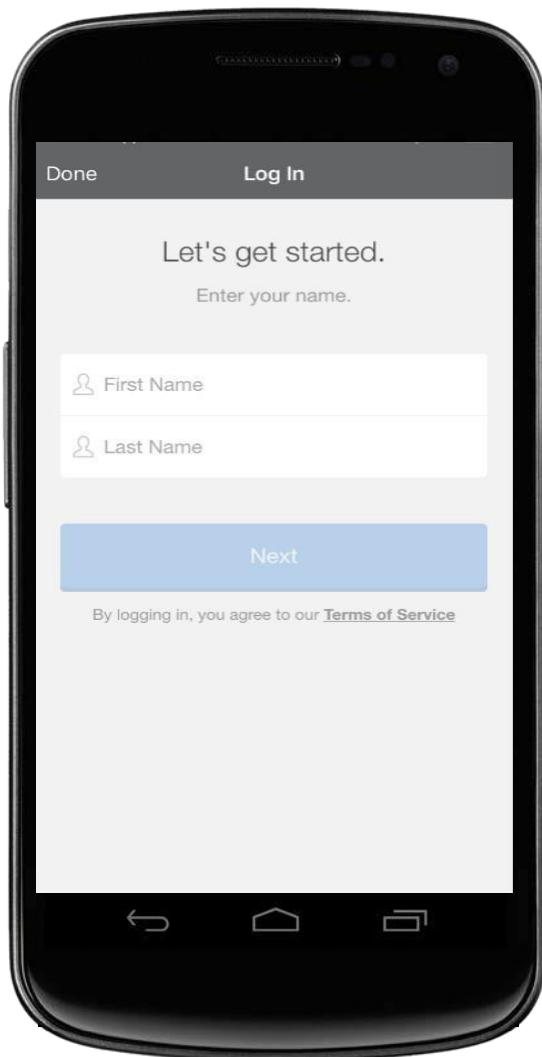 Done
Log In
Let's get started.
Enter your name.
First Name
Last Name
Next
By logging in, you agree to our Terms of Service